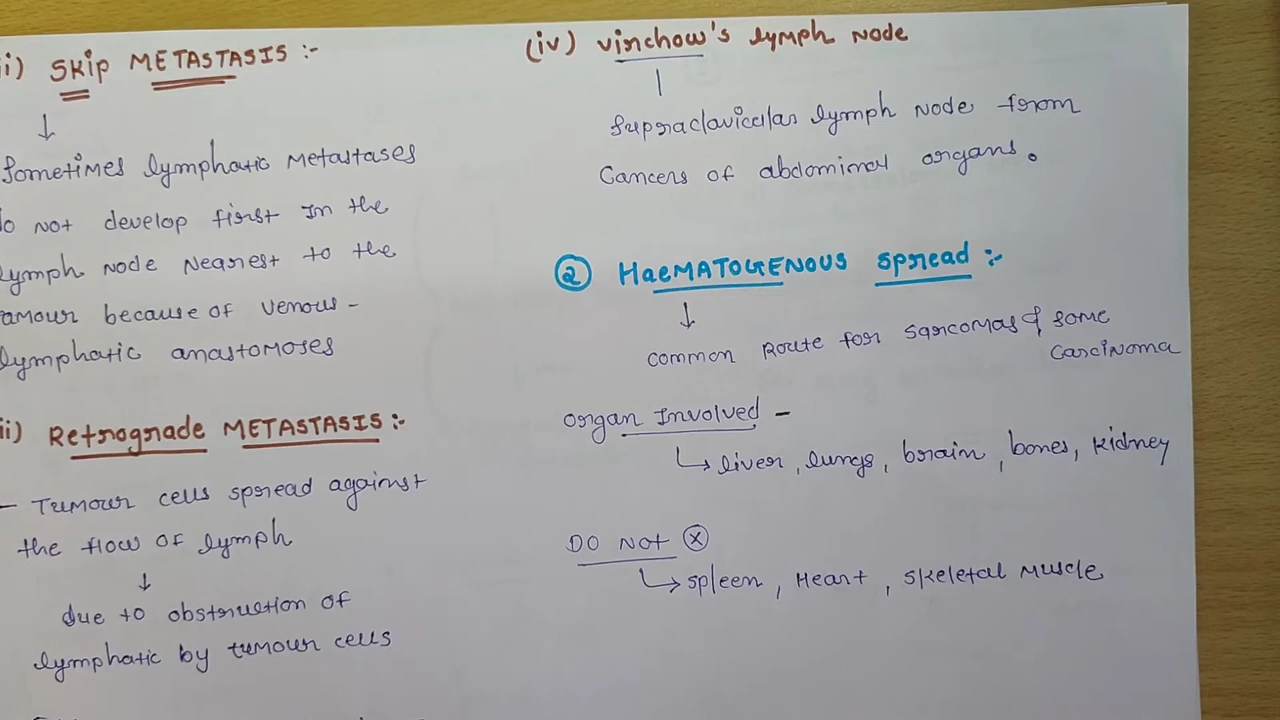 ii) SKip METASTASIS :-
↓
Sometimes lymphatic Metastases
do Not develop first In the
lymph Node Nearest to the
amour because of venous -
lymphatic anastomoses
ii) Retrograde METASTASIS :-
- Tumour cells spread against
the flow of lymph
↓
due to obstruction of
lymphatic by tumour cells
(iv) Virchow's lymph Node
Supraclavicular lymph Node from
Cancers of abdominal organs.
② HaeMATOGENOUS Spread :-
↓
common Route for Sarcomas & some
Carcinoma
Organ Involved -
↳ liver, lungs, brain, bones, kidney
DO NOt ⓧ
↳ spleen, Heart, Skeletal Muscle